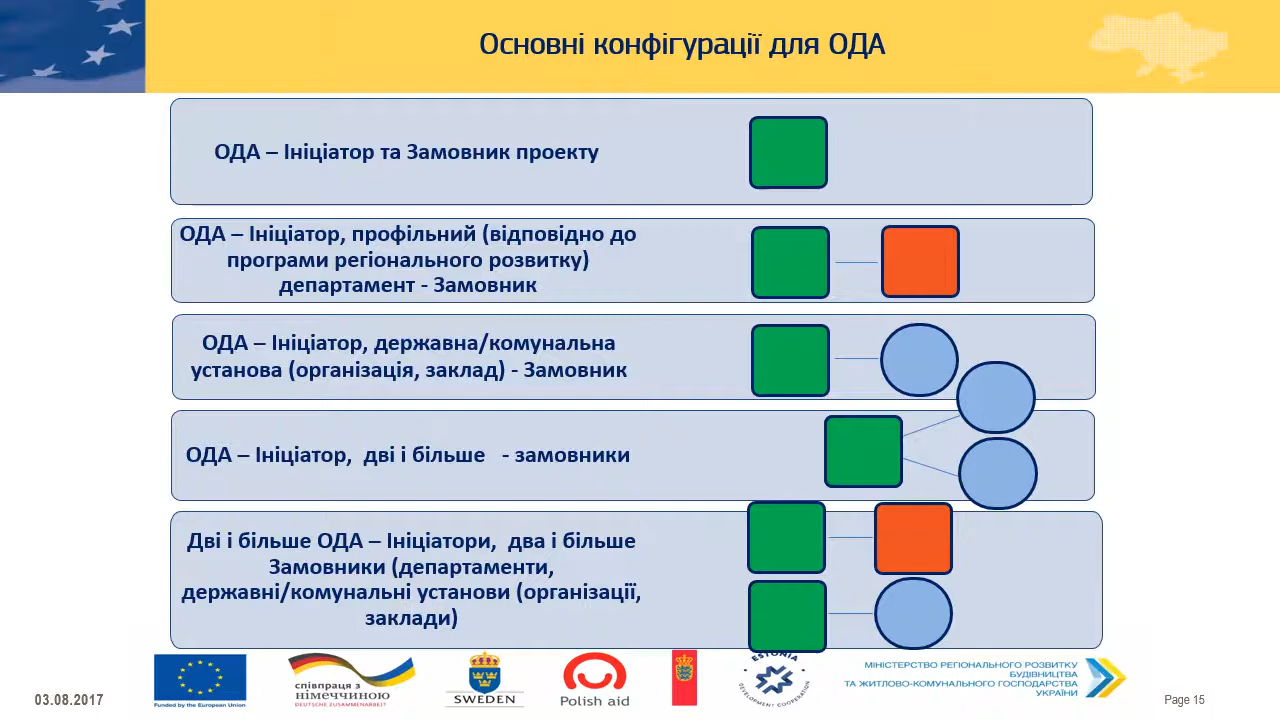 Основні конфігурації для ОДА
ОДА – Ініціатор та Замовник проекту
ОДА – Ініціатор, профільний (відповідно до
програми регіонального розвитку)
департамент - Замовник
ОДА – Ініціатор, державна/комунальна
установа (організація, заклад) - Замовник
ОДА – Ініціатор,  дві і більше   - замовники
Дві і більше ОДА – Ініціатори,  два і більше
Замовники (департаменти,
державні/комунальні установи (організації,
заклади)
03.08.2017
Funded by the European Union
співпраця з
НІМЕЧЧИНОЮ
DEUTSCHE ZUSAMMENARBEIT
SWEDEN
Polish aid
ESTONIA
DEVELOPMENT COOPERATION
МІНІСТЕРСТВО РЕГІОНАЛЬНОГО РОЗВИТКУ
БУДІВНИЦТВА
ТА ЖИТЛОВО-КОМУНАЛЬНОГО ГОСПОДАРСТВА
УКРАЇНИ
Page 15